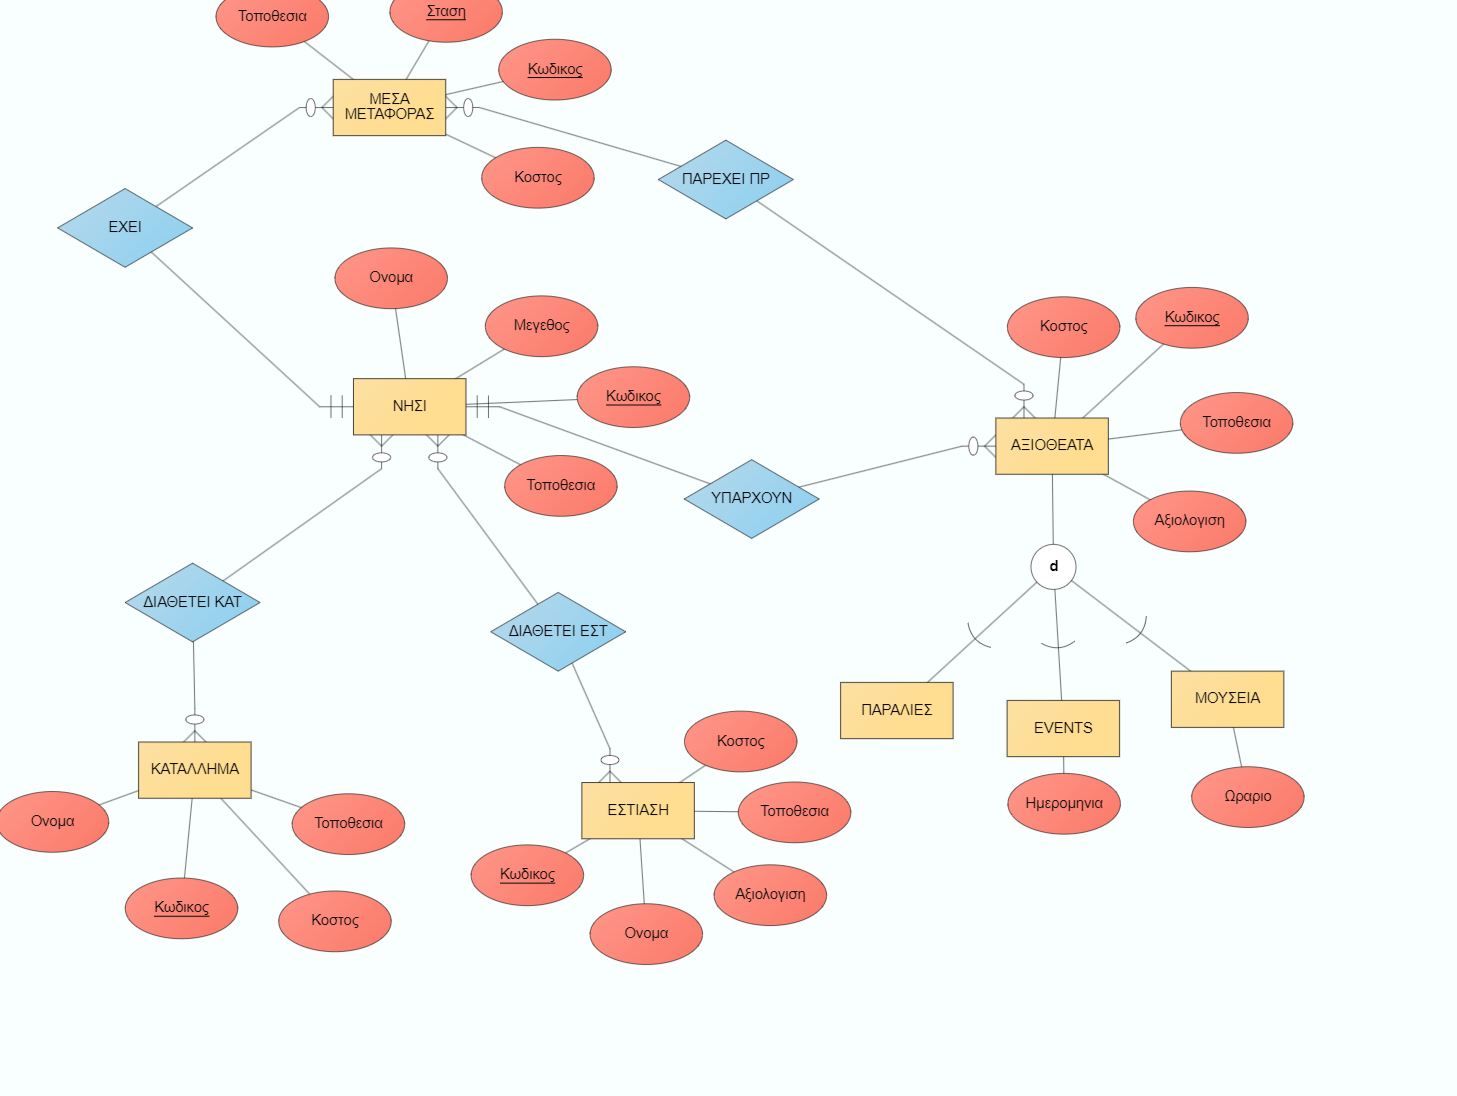 Τοποθεσια
Σταση
Κωδικος
ΜΕΣΑ
ΜΕΤΑΦΟΡΑΣ
Κοστος
ΠΑΡΕΧΕΙ ΠΡ
ΕΧΕΙ
Ονομα
Μεγεθος
Κωδικος
ΝΗΣΙ
Τοποθεσια
Κοστος
Κωδικος
Τοποθεσια
ΑΞΙΟΘΕΑΤΑ
Αξιολογιση
ΥΠΑΡΧΟΥΝ
d
ΔΙΑΘΕΤΕΙ ΚΑΤ
ΔΙΑΘΕΤΕΙ ΕΣΤ
ΠΑΡΑΛΙΕΣ
EVENTS
ΜΟΥΣΕΙΑ
Ημερομηνια
Ωραριο
ΚΑΤΑΛΛΗΜΑ
Ονομα
Τοποθεσια
Κωδικος
Κοστος
Κοστος
ΕΣΤΙΑΣΗ
Τοποθεσια
Κωδικος
Αξιολογιση
Ονομα